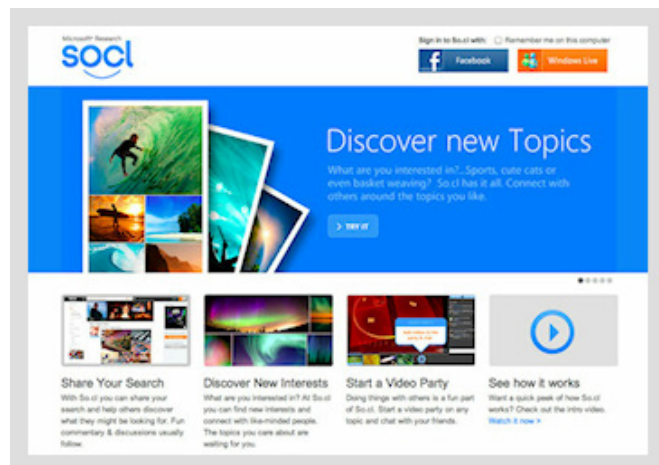 Microsoft Research
socl
Sign in to So.cl with: Remember me on this computer
Facebook
Windows Live
Discover new Topics
What are you interested in?...Sports, cute cats or
even basket weaving? So.cl has it all. Connect with
others around the topics you like.
> TRY IT
Share Your Search
With So.cl you can share your
search and help others discover
what they might be looking for. Fun
commentary & discussions usually
follow.
Discover New Interests
What are you interested in? At So.cl
you can find new interests and
connect with like-minded people.
The topics you care about are
waiting for you.
Start a Video Party
Doing things with others is a fun part
of So.cl. Start a video party on any
topic and chat with your friends.
See how it works
Want a quick peek of how So.cl
works? Check out the intro video.
Watch it now >